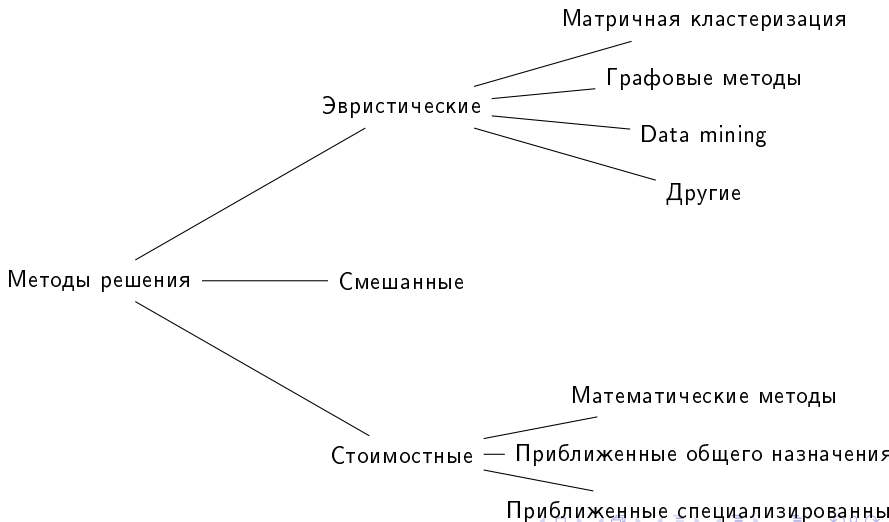 Методы решения
Эвристические
Матричная кластеризация
Графовые методы
Data mining
Другие
Смешанные
Стоимостные
Математические методы
Приближенные общего назначения
Приближенные специализированны